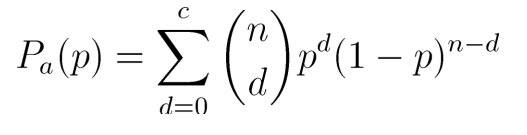 $P_a(p) = \sum_{d=0}^{c} \binom{n}{d} p^d (1-p)^{n-d}$